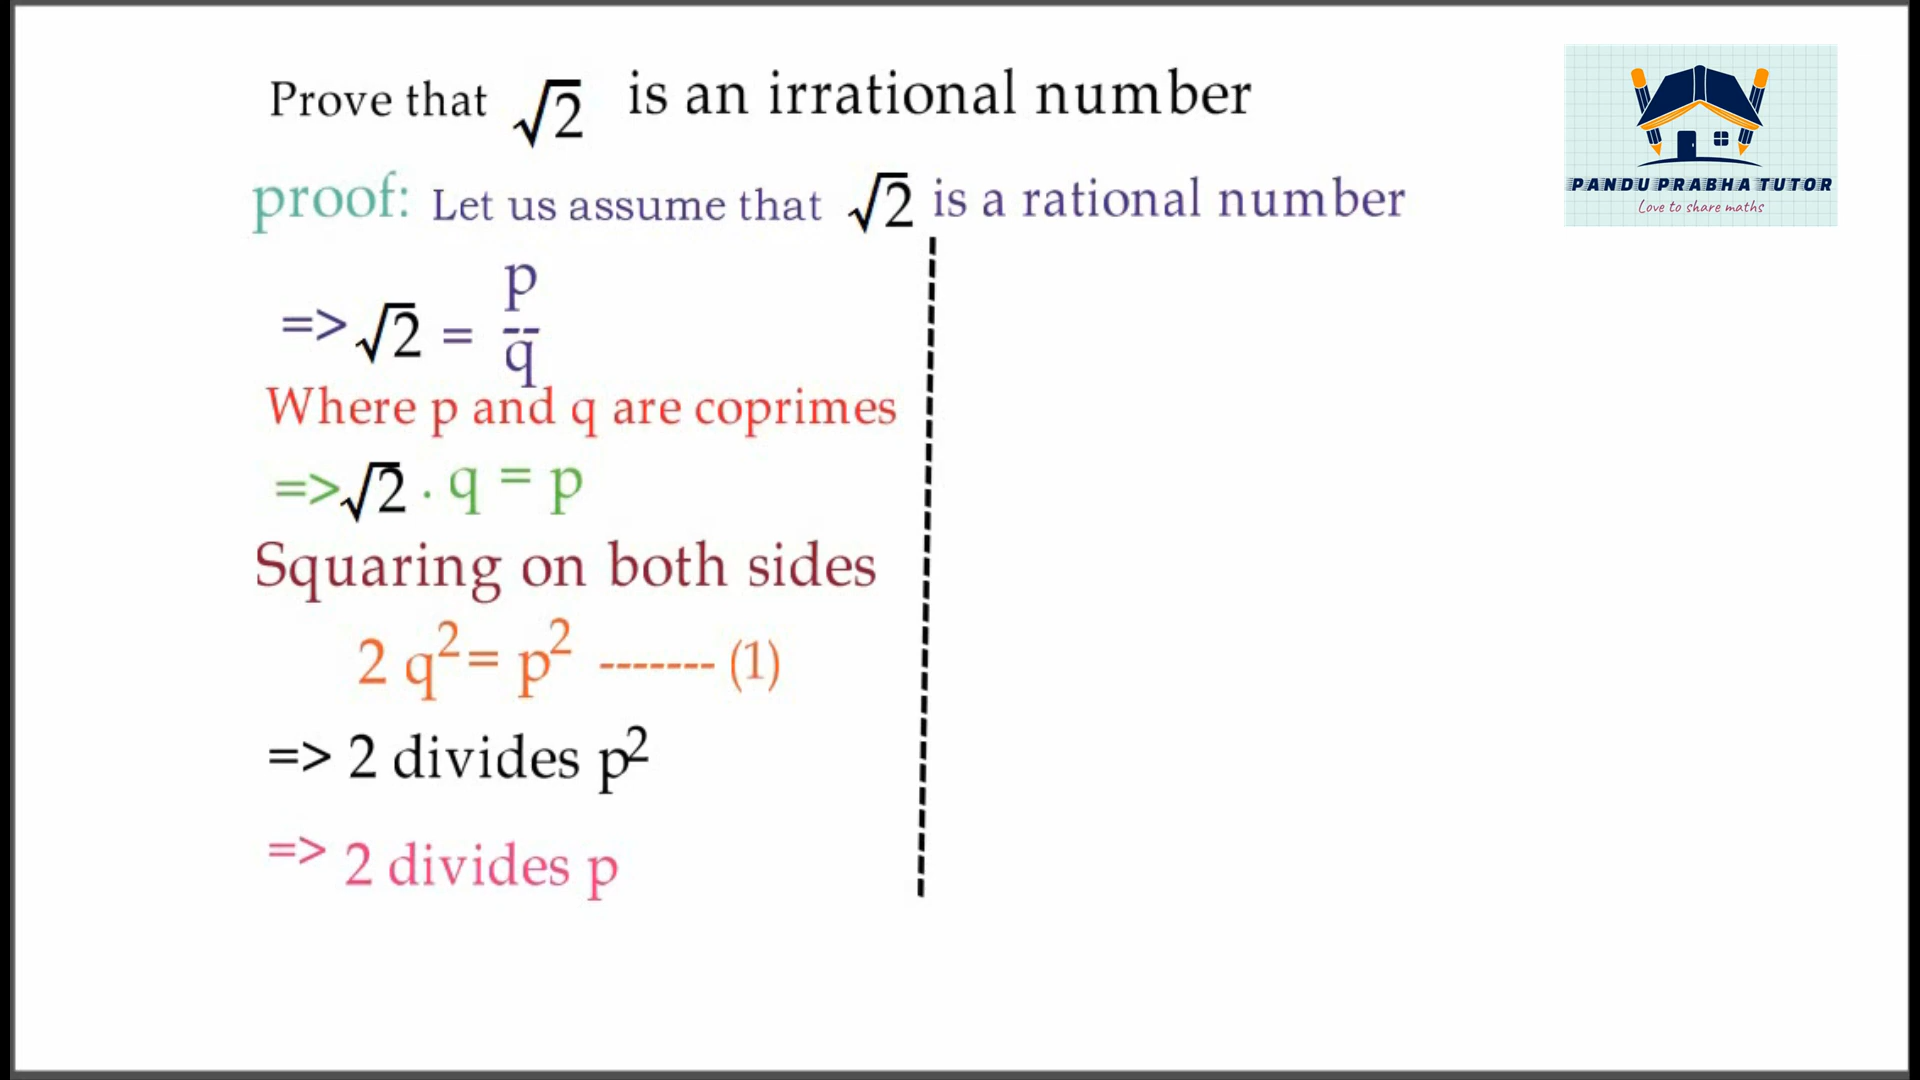 Prove that √2 is an irrational number
PANDU PRABHA TUTOR
Love to share maths
proof: Let us assume that √2 is a rational number
=> √2 = p
--
q
Where p and q are coprimes
=> √2 . q = p
Squaring on both sides
2 q² = p² ------- (1)
=> 2 divides p²
=> 2 divides p